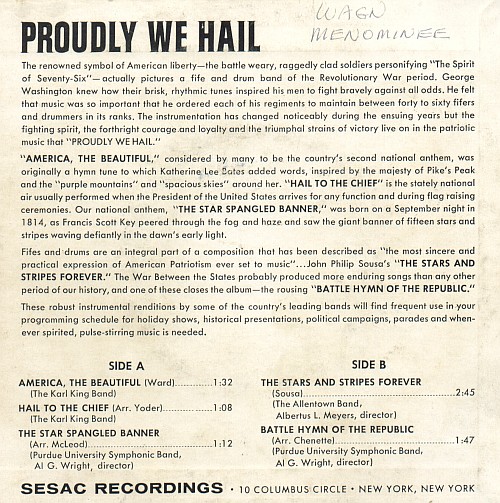 WAGN
MENOMINEE
PROUDLY WE HAIL
The renowned symbol of American liberty—the battle weary, raggedly clad soldiers personifying "The Spirit
of Seventy-Six"—actually pictures a fife and drum band of the Revolutionary War period. George
Washington knew how their brisk, rhythmic tunes inspired his men to fight bravely against all odds. He felt
that music was so important that he ordered each of his regiments to maintain between forty to sixty fifers
and drummers in its ranks. The instrumentation has changed noticeably during the ensuing years but the
fighting spirit, the forthright courage and loyalty and the triumphal strains of victory live on in the patriotic
music that "PROUDLY WE HAIL."
"AMERICA, THE BEAUTIFUL," considered by many to be the country's second national anthem, was
originally a hymn tune to which Katherine Lee Bates added words, inspired by the majesty of Pike's Peak
and the "purple mountains" and "spacious skies" around her. "HAIL TO THE CHIEF" is the stately national
air usually performed when the President of the United States arrives for any function and during flag raising
ceremonies. Our national anthem, "THE STAR SPANGLED BANNER," was born on a September night in
1814, as Francis Scott Key peered through the fog and haze and saw the giant banner of fifteen stars and
stripes waving defiantly in the dawn's early light.
Fifes and drums are an integral part of a composition that has been described as "the most sincere and
practical expression of American Patriotism ever set to music"...John Philip Sousa's "THE STARS AND
STRIPES FOREVER." The War Between the States probably produced more enduring songs than any other
period of our history, and one of these closes the album—the rousing "BATTLE HYMN OF THE REPUBLIC."
These robust instrumental renditions by some of the country's leading bands will find frequent use in your
programming schedule for holiday shows, historical presentations, political campaigns, parades and when-
ever spirited, pulse-stirring music is needed.
SIDE A
AMERICA, THE BEAUTIFUL (Ward)............1:32
(The Karl King Band)
HAIL TO THE CHIEF (Arr. Yoder)...............1:08
(The Karl King Band)
THE STAR SPANGLED BANNER
(Arr. McLeod)......................................1:12
(Purdue University Symphonic Band,
Al G. Wright, director)
SIDE B
THE STARS AND STRIPES FOREVER
(Sousa)................................................2:45
(The Allentown Band,
Albertus L. Meyers, director)
BATTLE HYMN OF THE REPUBLIC
(Arr. Chenette)....................................1:47
(Purdue University Symphonic Band,
Al G. Wright, director)
SESAC RECORDINGS • 10 COLUMBUS CIRCLE • NEW YORK, NEW YORK